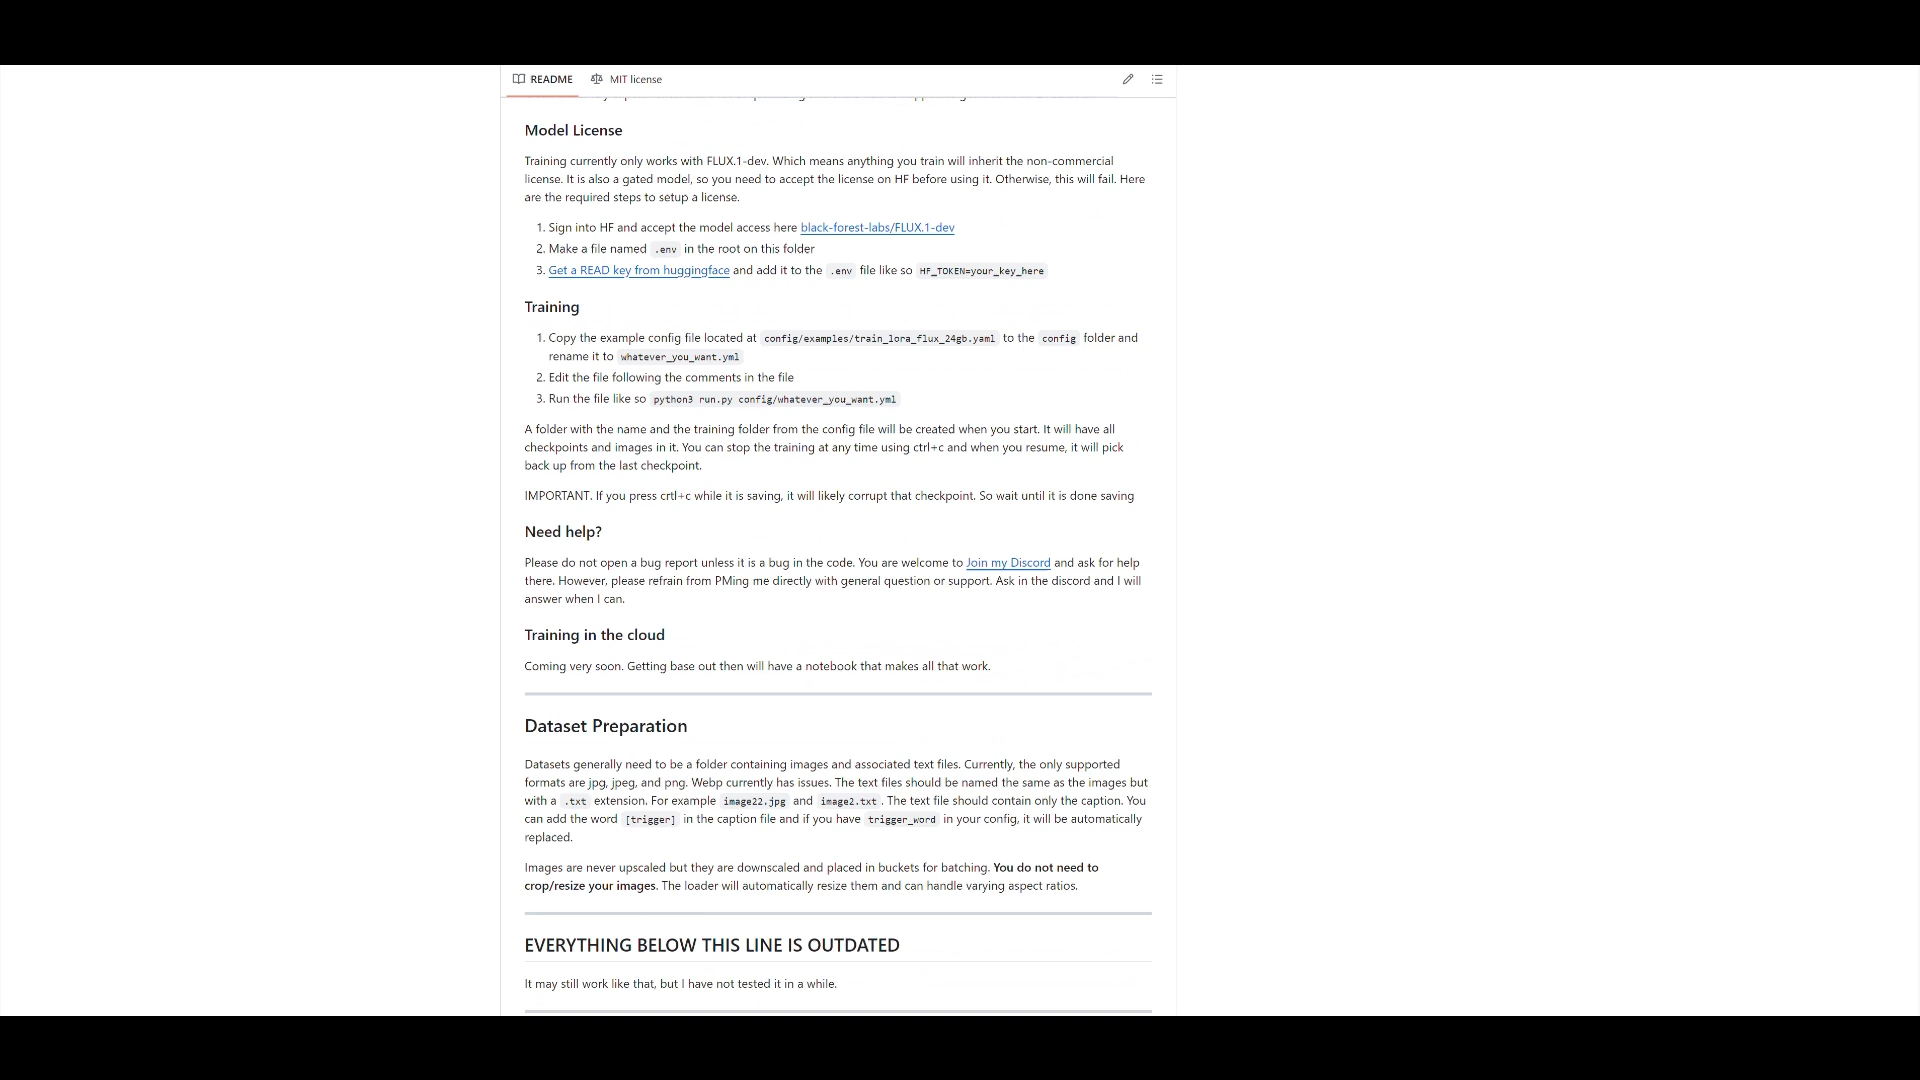 README MIT license
Model License
Training currently only works with FLUX.1-dev. Which means anything you train will inherit the non-commercial
license. It is also a gated model, so you need to accept the license on HF before using it. Otherwise, this will fail. Here
are the required steps to setup a license.
1. Sign into HF and accept the model access here black-forest-labs/FLUX.1-dev
2. Make a file named .env in the root on this folder
3. Get a READ key from huggingface and add it to the .env file like so HF_TOKEN=your_key_here
Training
1. Copy the example config file located at config/examples/train_lora_flux_24gb.yaml to the config folder and
rename it to whatever_you_want.yml
2. Edit the file following the comments in the file
3. Run the file like so python3 run.py config/whatever_you_want.yml
A folder with the name and the training folder from the config file will be created when you start. It will have all
checkpoints and images in it. You can stop the training at any time using ctrl+c and when you resume, it will pick
back up from the last checkpoint.
IMPORTANT. If you press crtl+c while it is saving, it will likely corrupt that checkpoint. So wait until it is done saving
Need help?
Please do not open a bug report unless it is a bug in the code. You are welcome to Join my Discord and ask for help
there. However, please refrain from PMing me directly with general question or support. Ask in the discord and I will
answer when I can.
Training in the cloud
Coming very soon. Getting base out then will have a notebook that makes all that work.
Dataset Preparation
Datasets generally need to be a folder containing images and associated text files. Currently, the only supported
formats are jpg, jpeg, and png. Webp currently has issues. The text files should be named the same as the images but
with a .txt extension. For example image22.jpg and image2.txt. The text file should contain only the caption. You
can add the word [trigger] in the caption file and if you have trigger_word in your config, it will be automatically
replaced.
Images are never upscaled but they are downscaled and placed in buckets for batching. You do not need to
crop/resize your images. The loader will automatically resize them and can handle varying aspect ratios.
EVERYTHING BELOW THIS LINE IS OUTDATED
It may still work like that, but I have not tested it in a while.